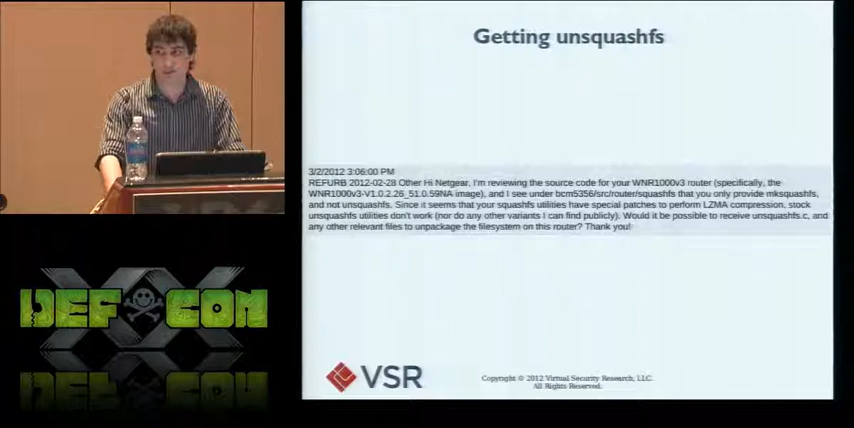 Getting unsquashfs
3/2/2012 3:06:00 PM
REFURB 2012-02-28 Other Hi Netgear, I'm reviewing the source code for your WNR1000v3 router (specifically, the
WNR1000v3-V1.0.2.26_51.0.59NA image), and I see under bcm5356/src/router/squashfs that you only provide mksquashfs,
and not unsquashfs. Since it seems that your squashfs utilities have special patches to perform LZMA compression, stock
unsquashfs utilities don't work (nor do any other variants I can find publicly). Would it be possible to receive unsquashfs.c, and
any other relevant files to unpackage the filesystem on this router? Thank you!
DEF CON
XX
VSR
Copyright © 2012 Virtual Security Research, LLC.
All Rights Reserved.